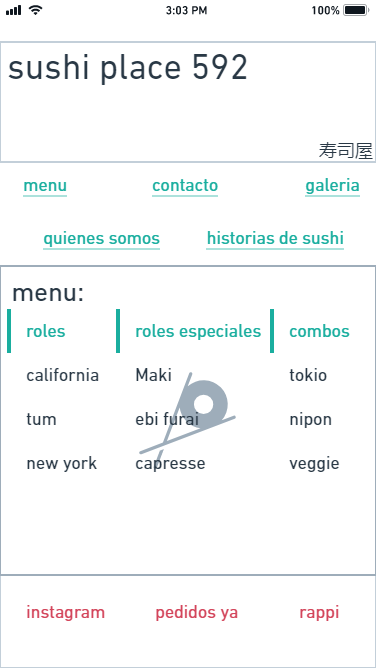 3:03 PM 100%
sushi place 592
寿司屋
menu contacto galeria
quienes somos historias de sushi
menu:
roles roles especiales combos
california Maki tokio
tum ebi furai nipon
new york capresse veggie
instagram pedidos ya rappi